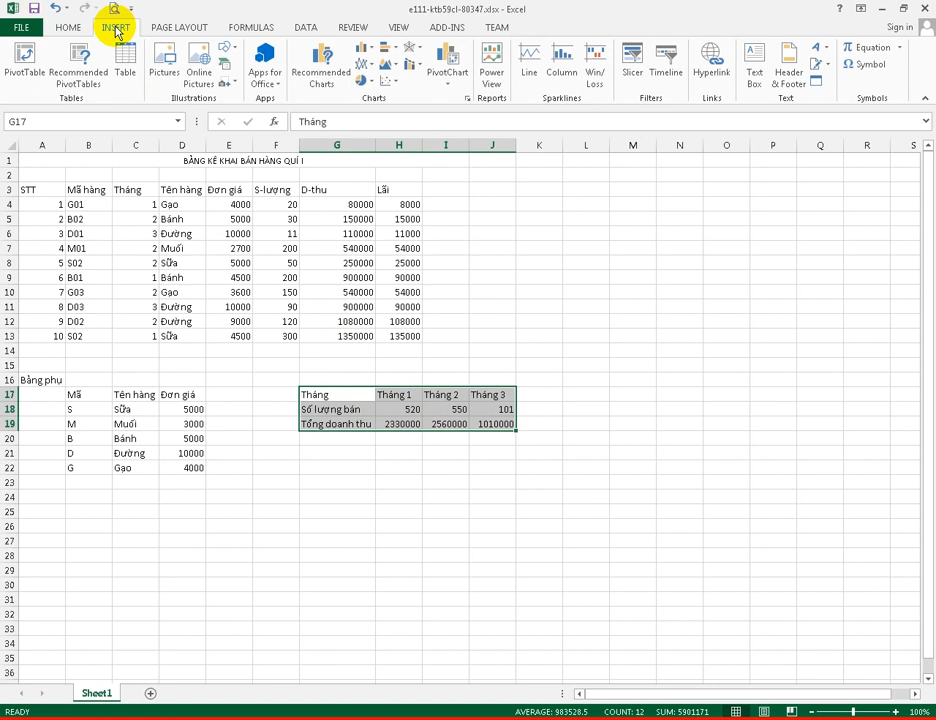 e111-ktb59cl-80347.xlsx - Excel
FILE HOME INSERT PAGE LAYOUT FORMULAS DATA REVIEW VIEW ADD-INS TEAM Sign in
PivotTable Recommended PivotTables Table Pictures Online Pictures Apps for Office Recommended Charts PivotChart Power View Line Column Win/Loss Slicer Timeline Hyperlink Text Box Header & Footer Equation Symbol
Tables Illustrations Apps Charts Reports Sparklines Filters Links Text Symbols
G17 fx Tháng
A B C D E F G H I J K L M N O P Q R S
1 BẢNG KÊ KHAI BÁN HÀNG QUÍ I
2
3 STT Mã hàng Tháng Tên hàng Đơn giá S-lượng D-thu Lãi
4 1 G01 1 Gạo 4000 20 80000 8000
5 2 B02 2 Bánh 5000 30 150000 15000
6 3 D01 3 Đường 10000 11 110000 11000
7 4 M01 2 Muối 2700 200 540000 54000
8 5 S02 2 Sữa 5000 50 250000 25000
9 6 B01 1 Bánh 4500 200 900000 90000
10 7 G03 2 Gạo 3600 150 540000 54000
11 8 D03 3 Đường 10000 90 900000 90000
12 9 D02 2 Đường 9000 120 1080000 108000
13 10 S02 1 Sữa 4500 300 1350000 135000
14
15
16 Bảng phụ
17 Mã Tên hàng Đơn giá Tháng Tháng 1 Tháng 2 Tháng 3
18 S Sữa 5000 Số lượng bán 520 550 101
19 M Muối 3000 Tổng doanh thu 2330000 2560000 1010000
20 B Bánh 5000
21 D Đường 10000
22 G Gạo 4000
23
24
25
26
27
28
29
30
31
32
33
34
35
36
Sheet1
READY AVERAGE: 983528.5 COUNT: 12 SUM: 5901171 100%